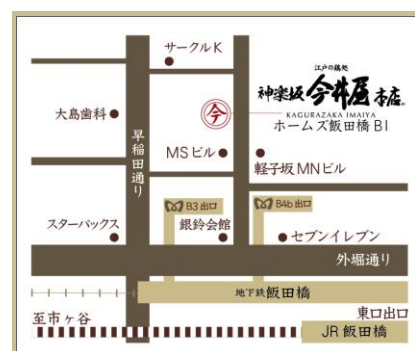 サークルK
江戸の鶏処
神楽坂 今井屋 本店
KAGURAZAKA IMAIYA
ホームズ飯田橋B1
大島歯科
今
早稲田通り
MSビル
軽子坂MNビル
B3出口
B4b出口
スターバックス
銀鈴会館
セブンイレブン
外堀通り
地下鉄飯田橋
東口出口
至市ヶ谷
JR飯田橋